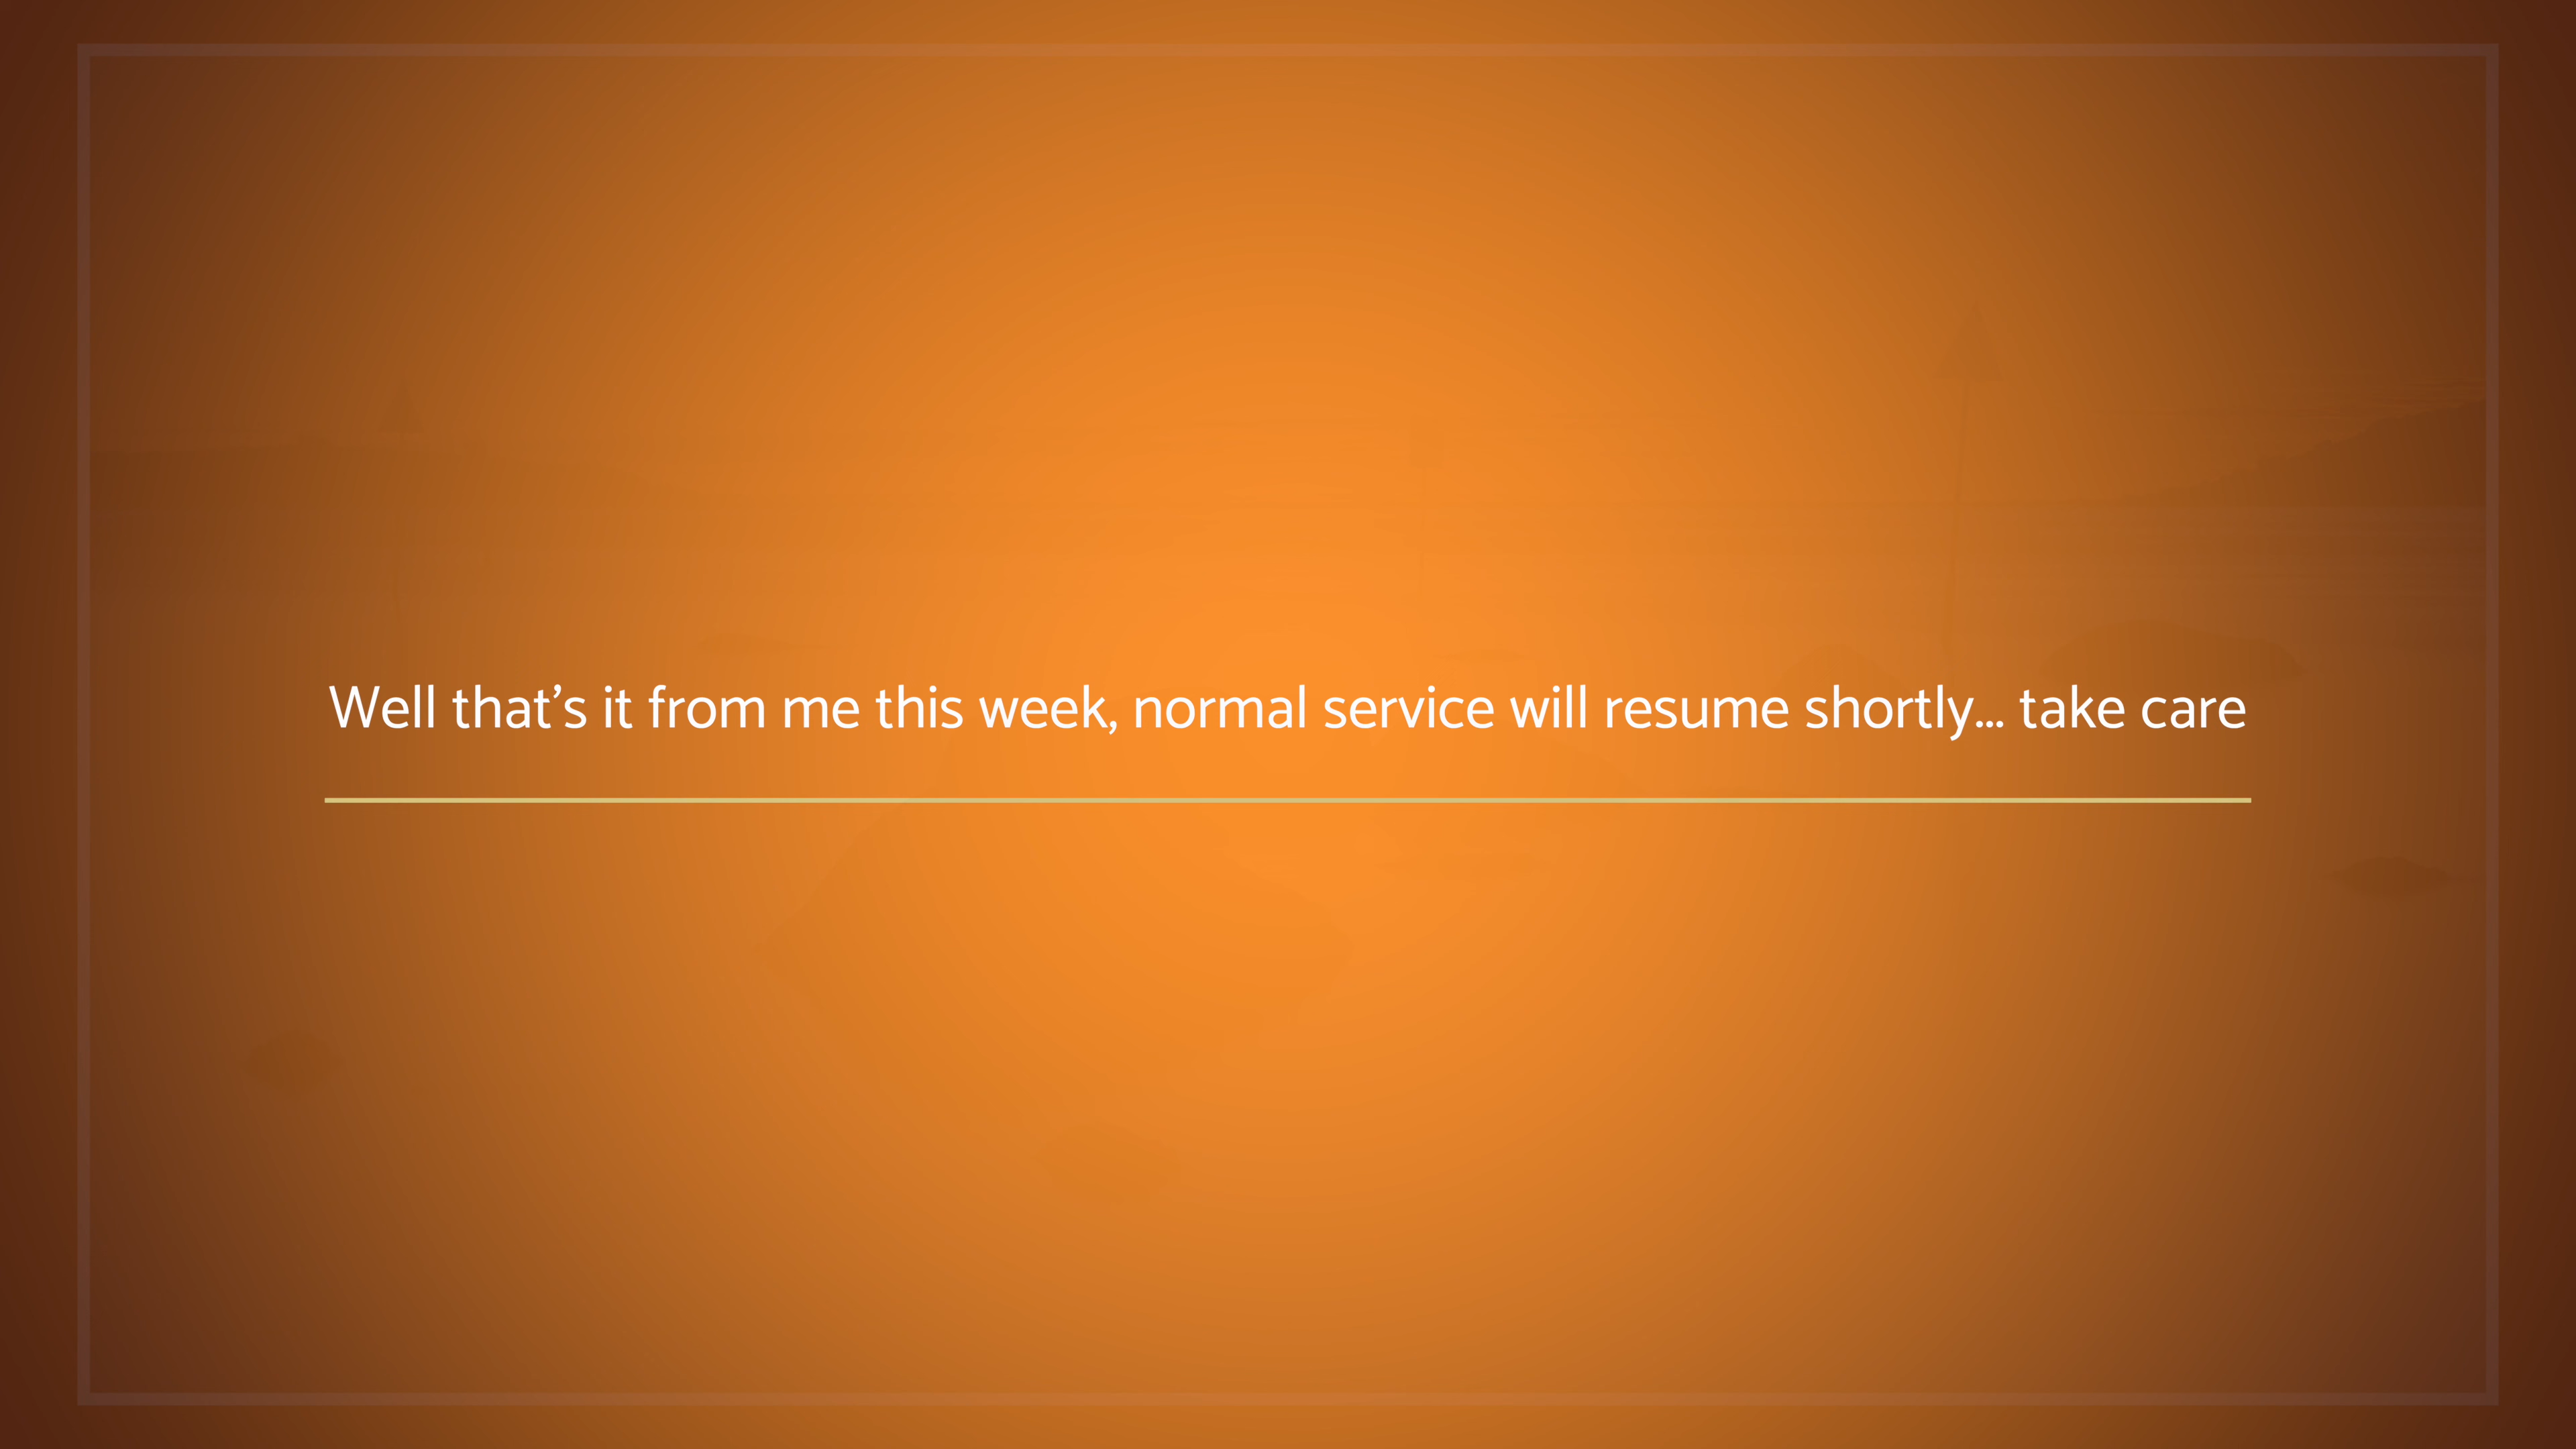 Well that’s it from me this week, normal service will resume shortly... take care